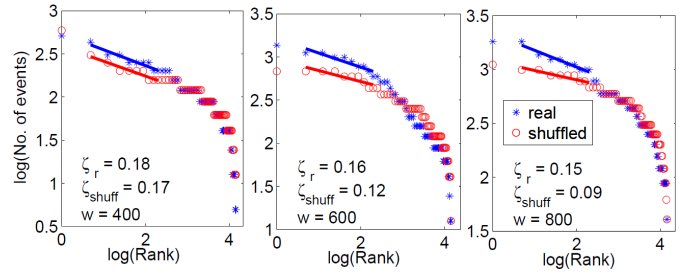 3
2.5
2
1.5
1
0.5
0
2
4
log(No. of events)
log(Rank)
ζ r = 0.18
ζshuff = 0.17
w = 400
3.5
3
2.5
2
1.5
1
0
2
4
log(Rank)
ζ r = 0.16
ζshuff = 0.12
w = 600
3.5
3
2.5
2
1.5
0
2
4
log(Rank)
real
shuffled
ζ r = 0.15
ζshuff = 0.09
w = 800